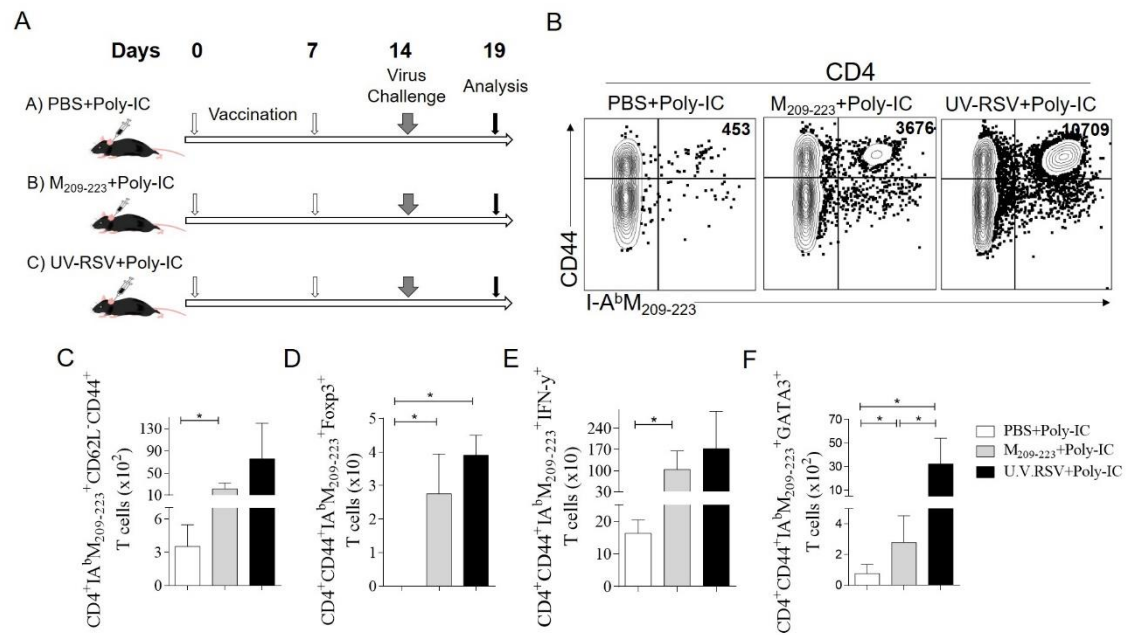 A
Days 0 7 14 19
Virus
Challenge
Analysis
A) PBS+Poly-IC
Vaccination
B) M209-223+Poly-IC
C) UV-RSV+Poly-IC
B
CD4
PBS+Poly-IC M209-223+Poly-IC UV-RSV+Poly-IC
453 3676 10709
CD44
I-AbM209-223
C
CD4+IAbM209-223+CD62L-CD44+
T cells (x10²)
130
90
50
10
6
3
0
*
D
CD4+CD44+IAbM209-223+Foxp3+
T cells (x10)
5
4
3
2
1
0
*
*
E
CD4+CD44+IAbM209-223+IFN-y+
T cells (x10)
240
170
100
30
20
10
0
*
F
CD4+CD44+IAbM209-223+GATA3+
T cells (x10²)
70
50
30
10
4
2
0
*
* *
PBS+Poly-IC
M209-223+Poly-IC
U.V.RSV+Poly-IC